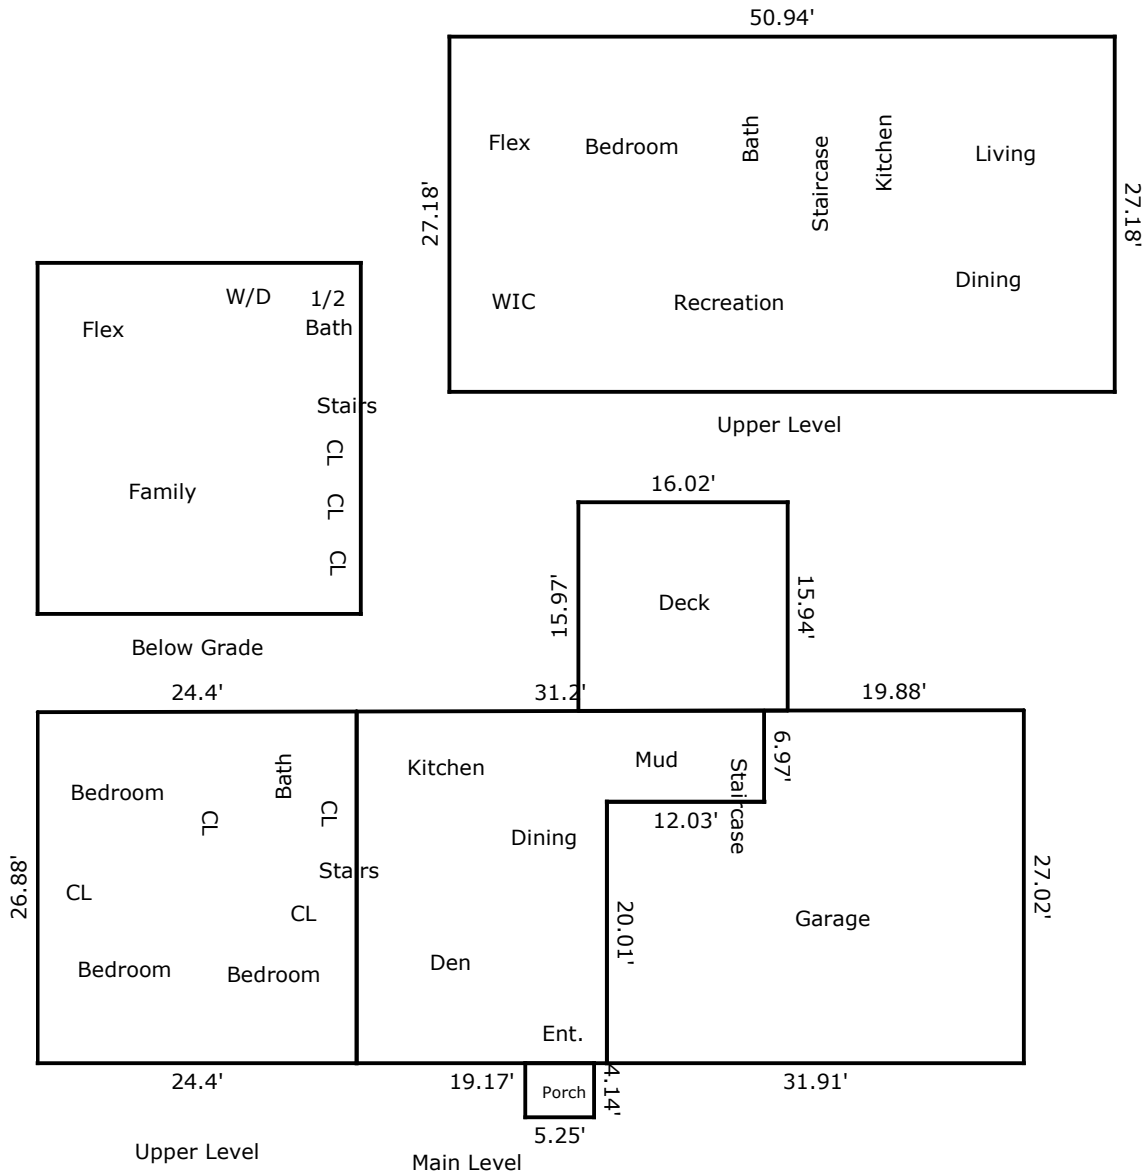 50.94'
Flex
Bedroom
Bath
Staircase
Kitchen
Living
27.18'
27.18'
WIC
Recreation
Dining
Upper Level
W/D
1/2
Bath
Flex
Stairs
CL
Family
CL
CL
Below Grade
16.02'
15.97'
Deck
15.94'
24.4'
31.2'
19.88'
Bedroom
Bath
CL
CL
Kitchen
Mud
Staircase
6.97'
12.03'
Dining
26.88'
CL
Stairs
CL
20.01'
Garage
27.02'
Bedroom
Bedroom
Den
Ent.
24.4'
19.17'
Porch
4.14'
31.91'
5.25'
Upper Level
Main Level